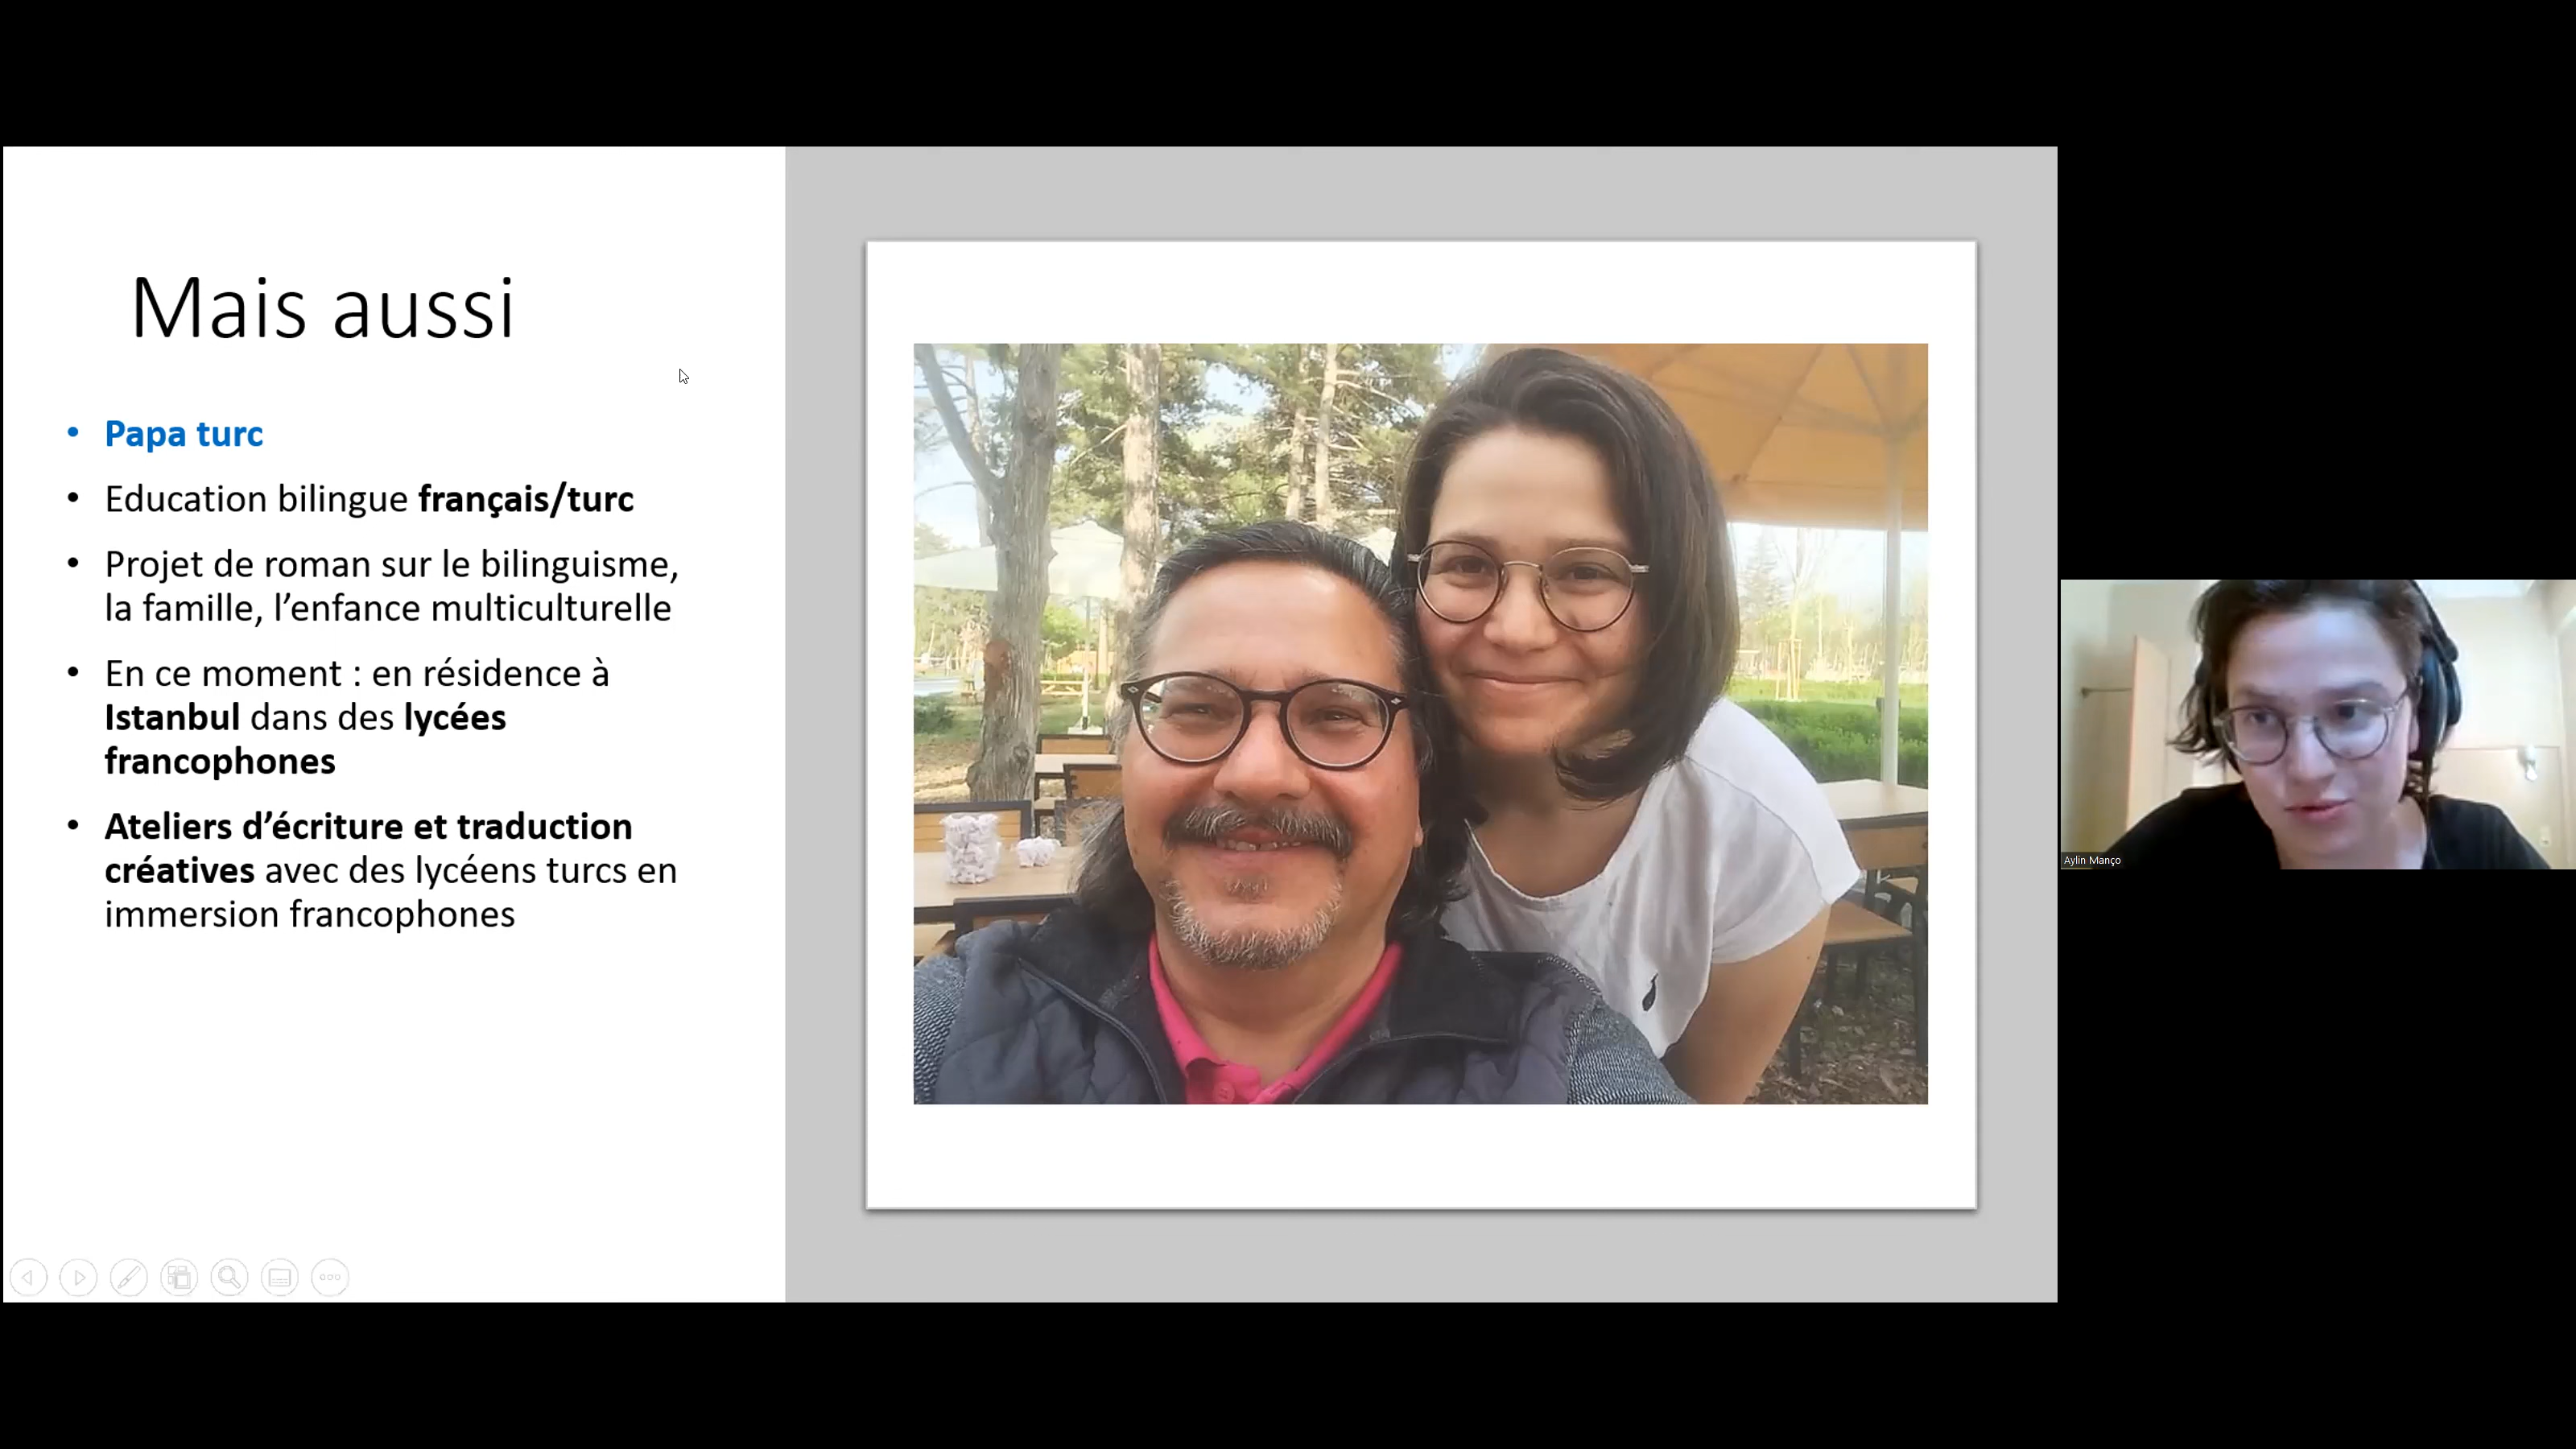 Mais aussi
• Papa turc
• Education bilingue français/turc
• Projet de roman sur le bilinguisme,
la famille, l’enfance multiculturelle
• En ce moment : en résidence à
Istanbul dans des lycées
francophones
• Ateliers d’écriture et traduction
créatives avec des lycéens turcs en
immersion francophones
Aylin Manço